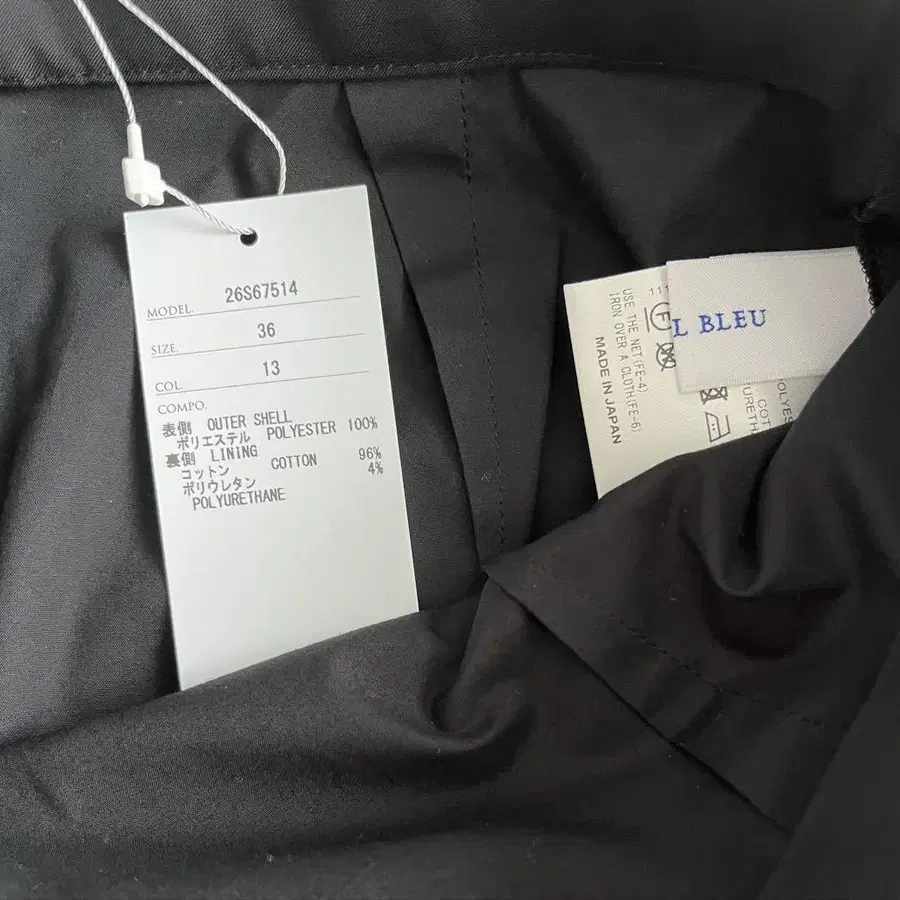 MODEL. 26S67514
SIZE. 36
COL. 13
COMPO.
表側 OUTER SHELL
ポリエステル POLYESTER 100%
裏側 LINING
コットン COTTON 96%
ポリウレタン 4%
POLYURETHANE
L BLEU
USE THE NET(FE-4)
IRON OVER A CLOTH(FE-6)
MADE IN JAPAN